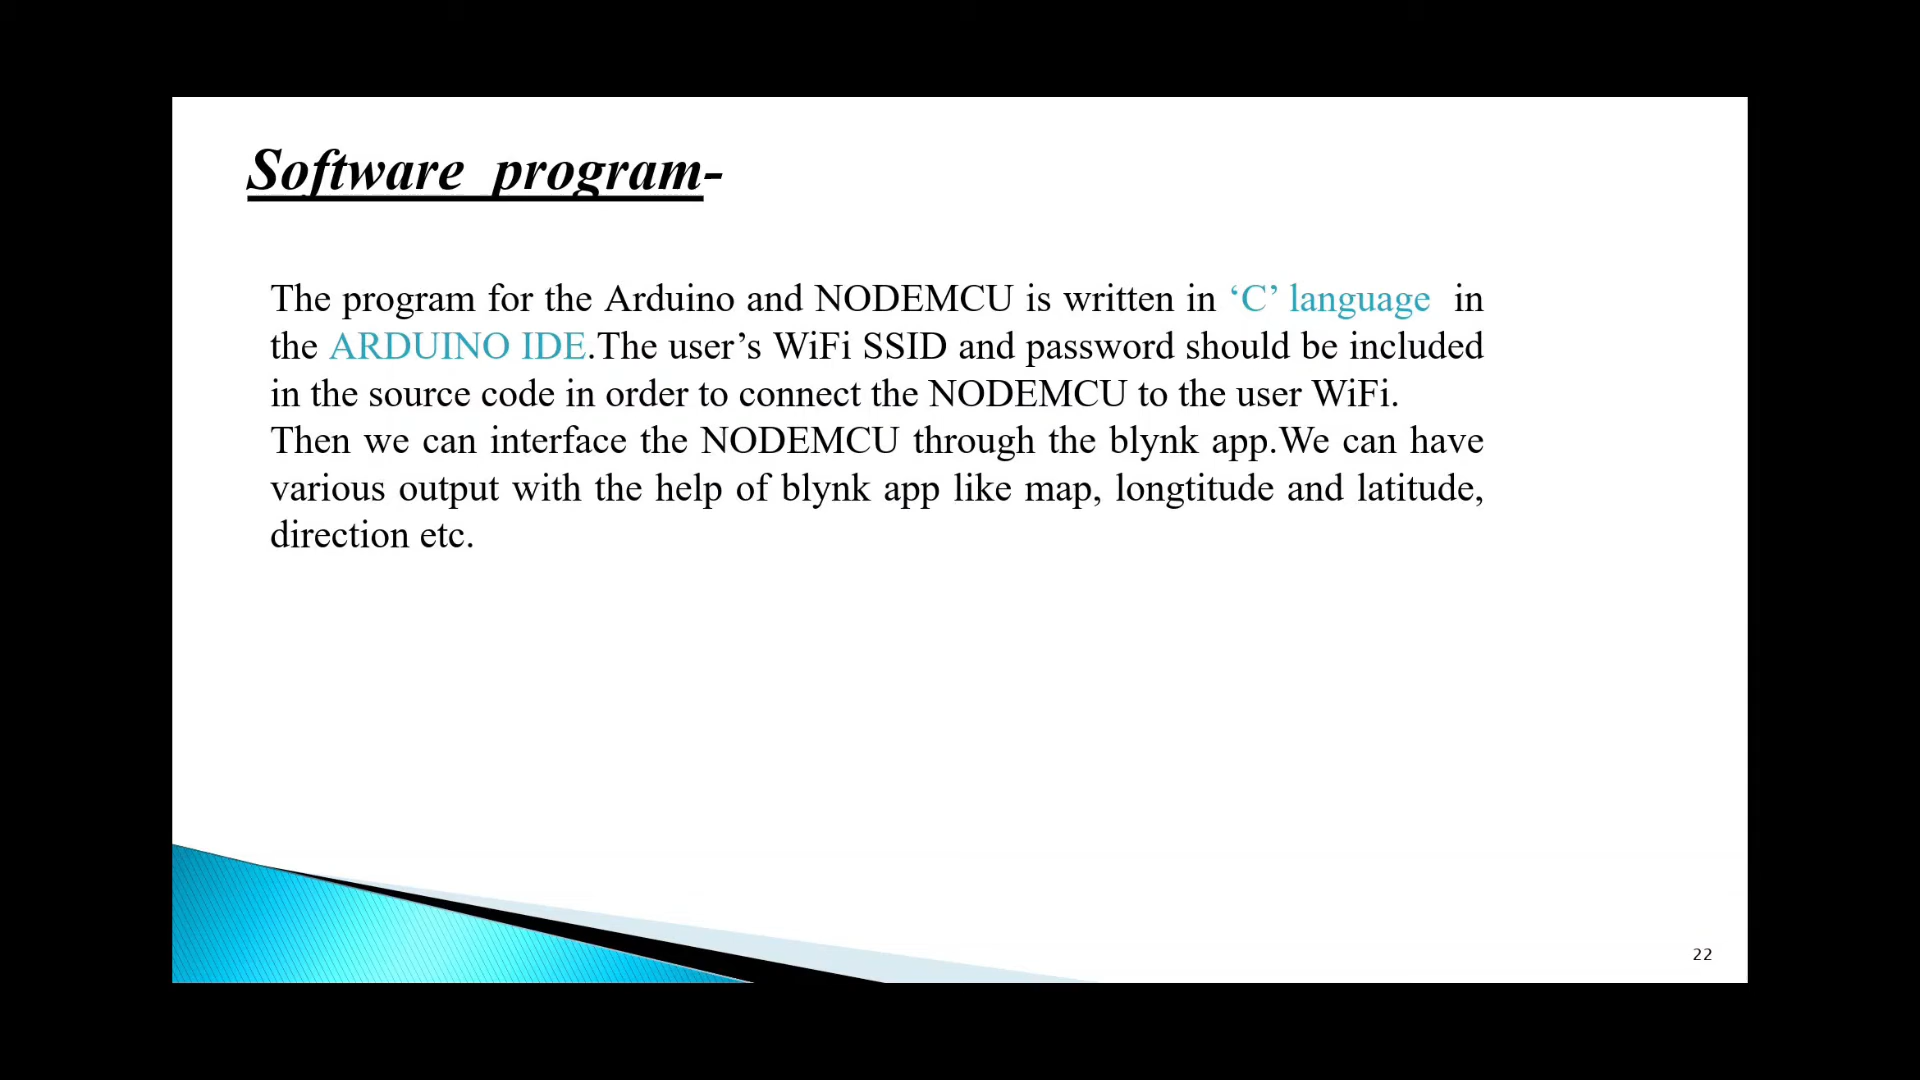 Software program-
The program for the Arduino and NODEMCU is written in ‘C’ language in
the ARDUINO IDE.The user’s WiFi SSID and password should be included
in the source code in order to connect the NODEMCU to the user WiFi.
Then we can interface the NODEMCU through the blynk app.We can have
various output with the help of blynk app like map, longtitude and latitude,
direction etc.
22